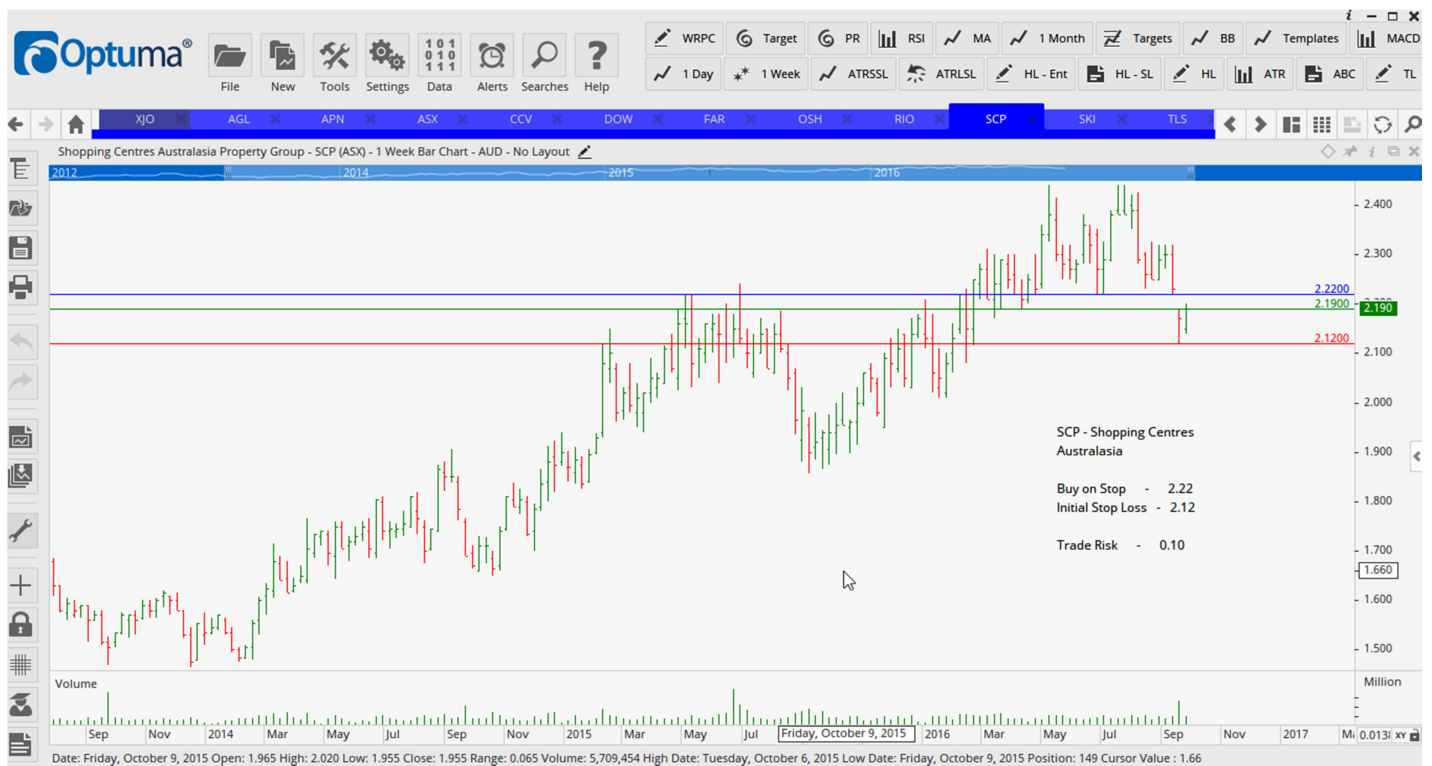 i
Optuma®
File
New
Tools
Settings
101 010 111
Data
Alerts
Searches
Help
WRPC
Target
PR
RSI
MA
1 Month
Targets
BB
Templates
MACD
1 Day
1 Week
ATRSSL
ATRLSL
HL - Ent
HL - SL
HL
ATR
ABC
TL
XJO AGL APN ASX CCV DOW FAR OSH RIO SCP SKI TLS
Shopping Centres Australasia Property Group - SCP (ASX) - 1 Week Bar Chart - AUD - No Layout
2012 2014 2015 2016
2.400
2.300
2.2200
2.1900
2.190
2.1200
2.100
2.000
1.900
1.800
1.700
1.660
1.600
1.500
SCP - Shopping Centres
Australasia
Buy on Stop - 2.22
Initial Stop Loss - 2.12
Trade Risk - 0.10
Volume
Million
Sep Nov 2014 Mar May Jul Sep Nov 2015 Mar May Jul Friday, October 9, 2015 2016 Mar May Jul Sep Nov 2017 0.013 XY
Date: Friday, October 9, 2015 Open: 1.965 High: 2.020 Low: 1.955 Close: 1.955 Range: 0.065 Volume: 5,709,454 High Date: Tuesday, October 6, 2015 Low Date: Friday, October 9, 2015 Position: 149 Cursor Value : 1.66